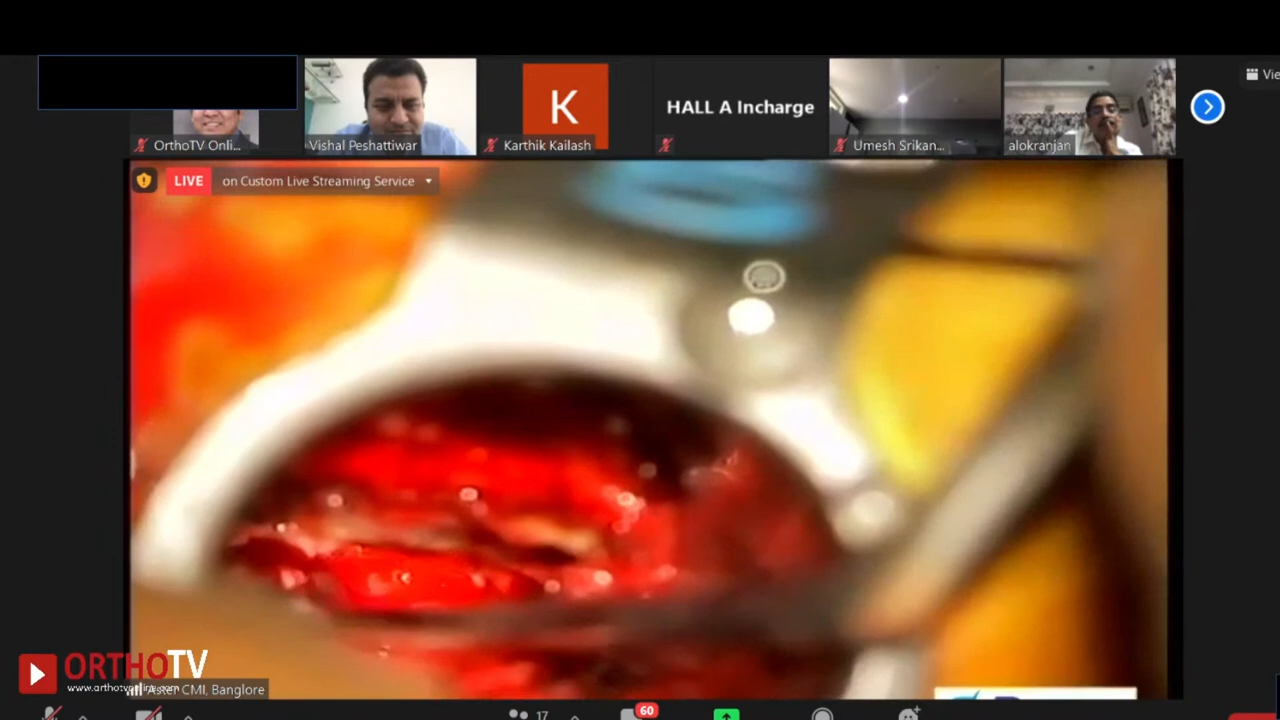 Vie
K
HALL A Incharge
OrthoTV Onli...
Vishal Peshattiwar
Karthik Kailash
Umesh Srikan...
alokranjan
LIVE on Custom Live Streaming Service
ORTHOTV
Aster CMI, Banglore
17
60